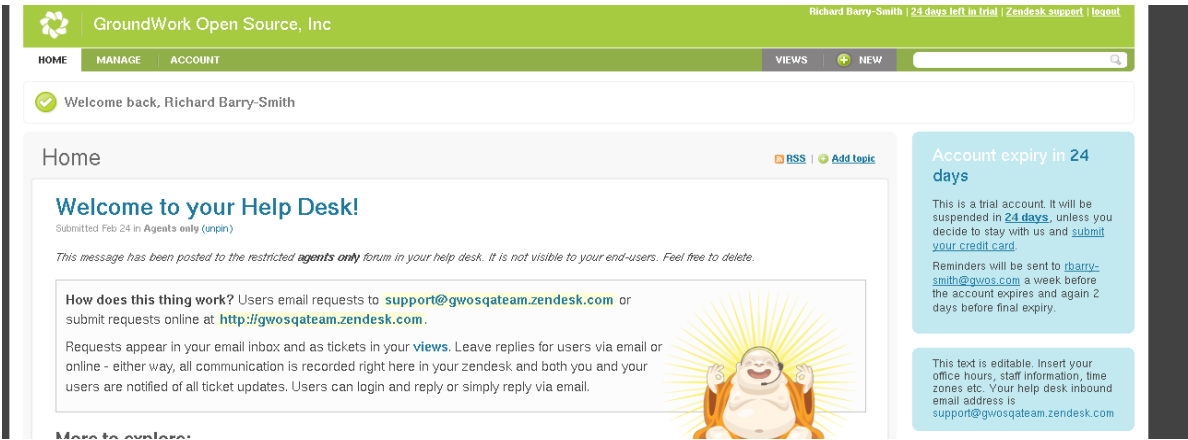 GroundWork Open Source, Inc
Richard Barry-Smith | 24 days left in trial | Zendesk support | logout
HOME MANAGE ACCOUNT VIEWS NEW
Welcome back, Richard Barry-Smith
Home
RSS | Add topic
Welcome to your Help Desk!
Submitted Feb 24 in Agents only (unpin)
This message has been posted to the restricted agents only forum in your help desk. It is not visible to your end-users. Feel free to delete.
How does this thing work? Users email requests to support@gwosqateam.zendesk.com or
submit requests online at http://gwosqateam.zendesk.com.
Requests appear in your email inbox and as tickets in your views. Leave replies for users via email or
online - either way, all communication is recorded right here in your zendesk and both you and your
users are notified of all ticket updates. Users can login and reply or simply reply via email.
More to explore:
Account expiry in 24
days
This is a trial account. It will be
suspended in 24 days, unless you
decide to stay with us and submit
your credit card.
Reminders will be sent to rbarry-
smith@gwos.com a week before
the account expires and again 2
days before final expiry.
This text is editable. Insert your
office hours, staff information, time
zones etc. Your help desk inbound
email address is
support@gwosqateam.zendesk.com